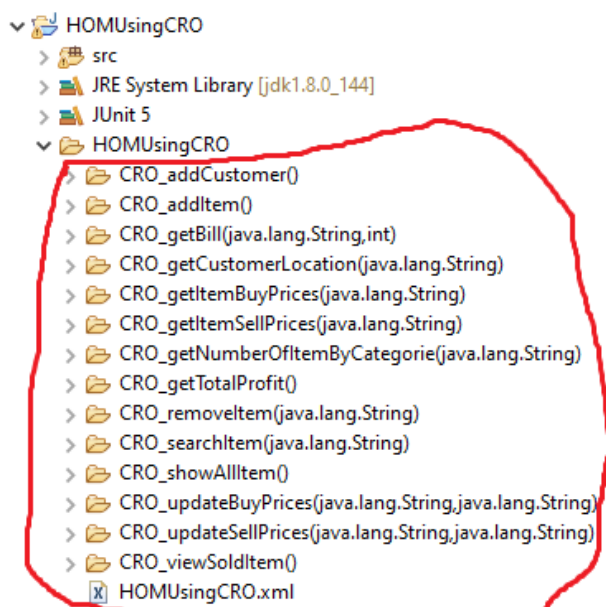 HOMUsingCRO
src
JRE System Library [jdk1.8.0_144]
JUnit 5
HOMUsingCRO
CRO_addCustomer()
CRO_addItem()
CRO_getBill(java.lang.String,int)
CRO_getCustomerLocation(java.lang.String)
CRO_getItemBuyPrices(java.lang.String)
CRO_getItemSellPrices(java.lang.String)
CRO_getNumberOfItemByCategorie(java.lang.String)
CRO_getTotalProfit()
CRO_removeItem(java.lang.String)
CRO_searchItem(java.lang.String)
CRO_showAllItem()
CRO_updateBuyPrices(java.lang.String,java.lang.String)
CRO_updateSellPrices(java.lang.String,java.lang.String)
CRO_viewSoldItem()
HOMUsingCRO.xml